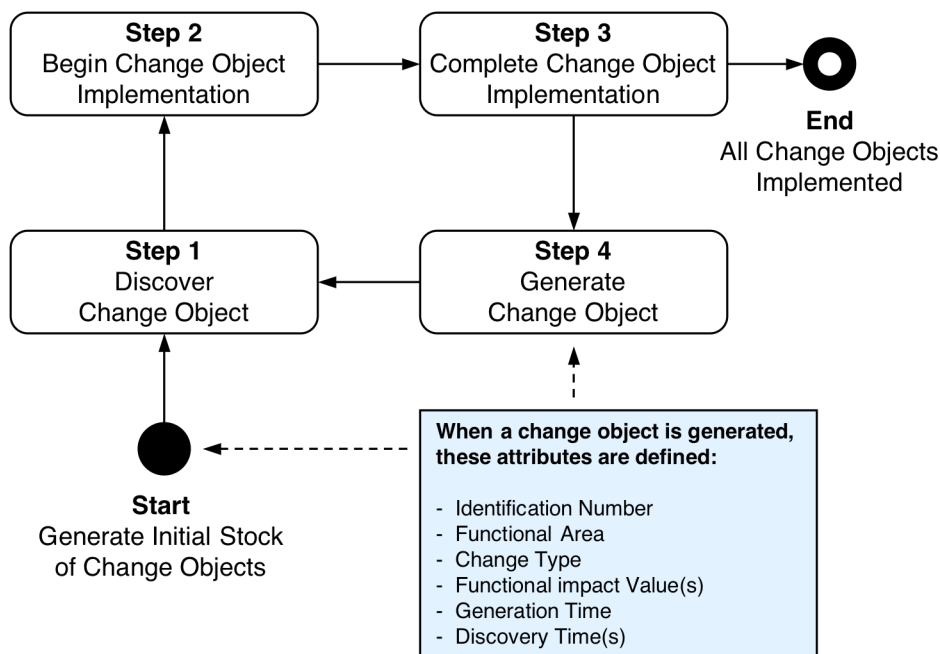 Step 2
Begin Change Object
Implementation
Step 3
Complete Change Object
Implementation
End
All Change Objects
Implemented
Step 1
Discover
Change Object
Step 4
Generate
Change Object
Start
Generate Initial Stock
of Change Objects
When a change object is generated,
these attributes are defined:
- Identification Number
- Functional Area
- Change Type
- Functional impact Value(s)
- Generation Time
- Discovery Time(s)